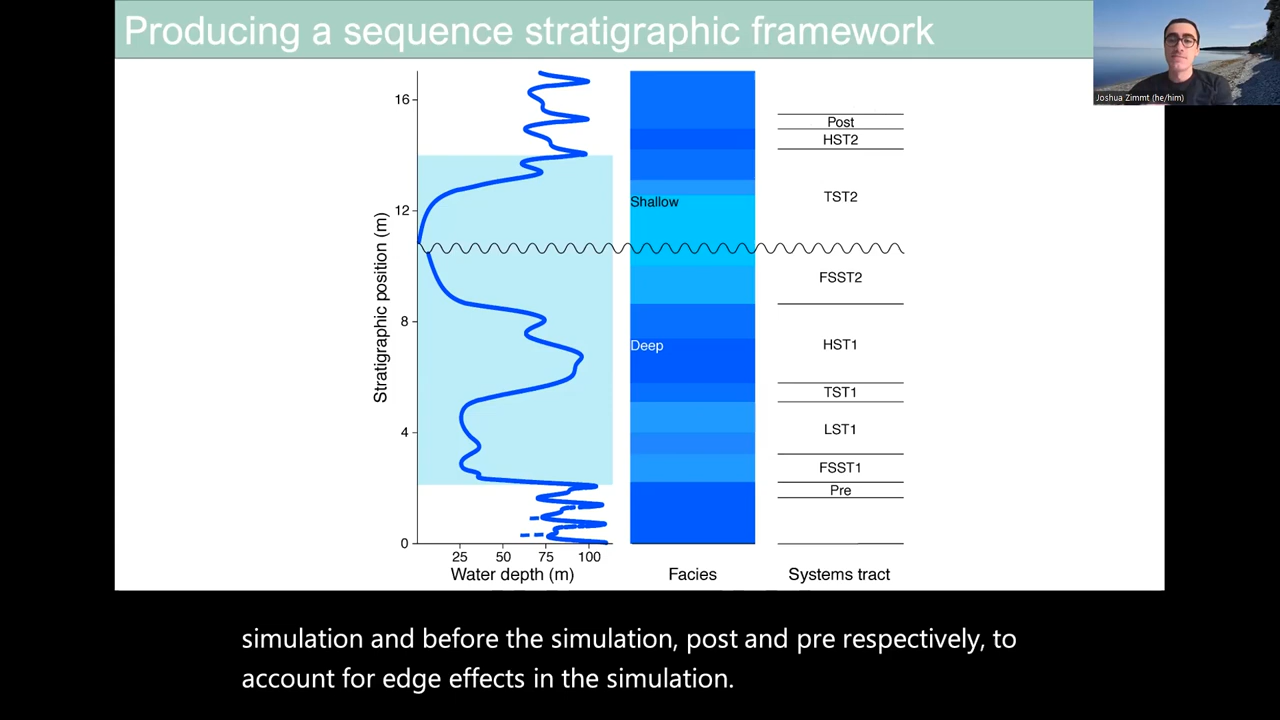 Producing a sequence stratigraphic framework
Joshua Zimmt (he/him)
Stratigraphic position (m)
16
12
8
4
0
25 50 75 100
Water depth (m)
Shallow
Deep
Facies
Post
HST2
TST2
FSST2
HST1
TST1
LST1
FSST1
Pre
Systems tract
simulation and before the simulation, post and pre respectively, to
account for edge effects in the simulation.